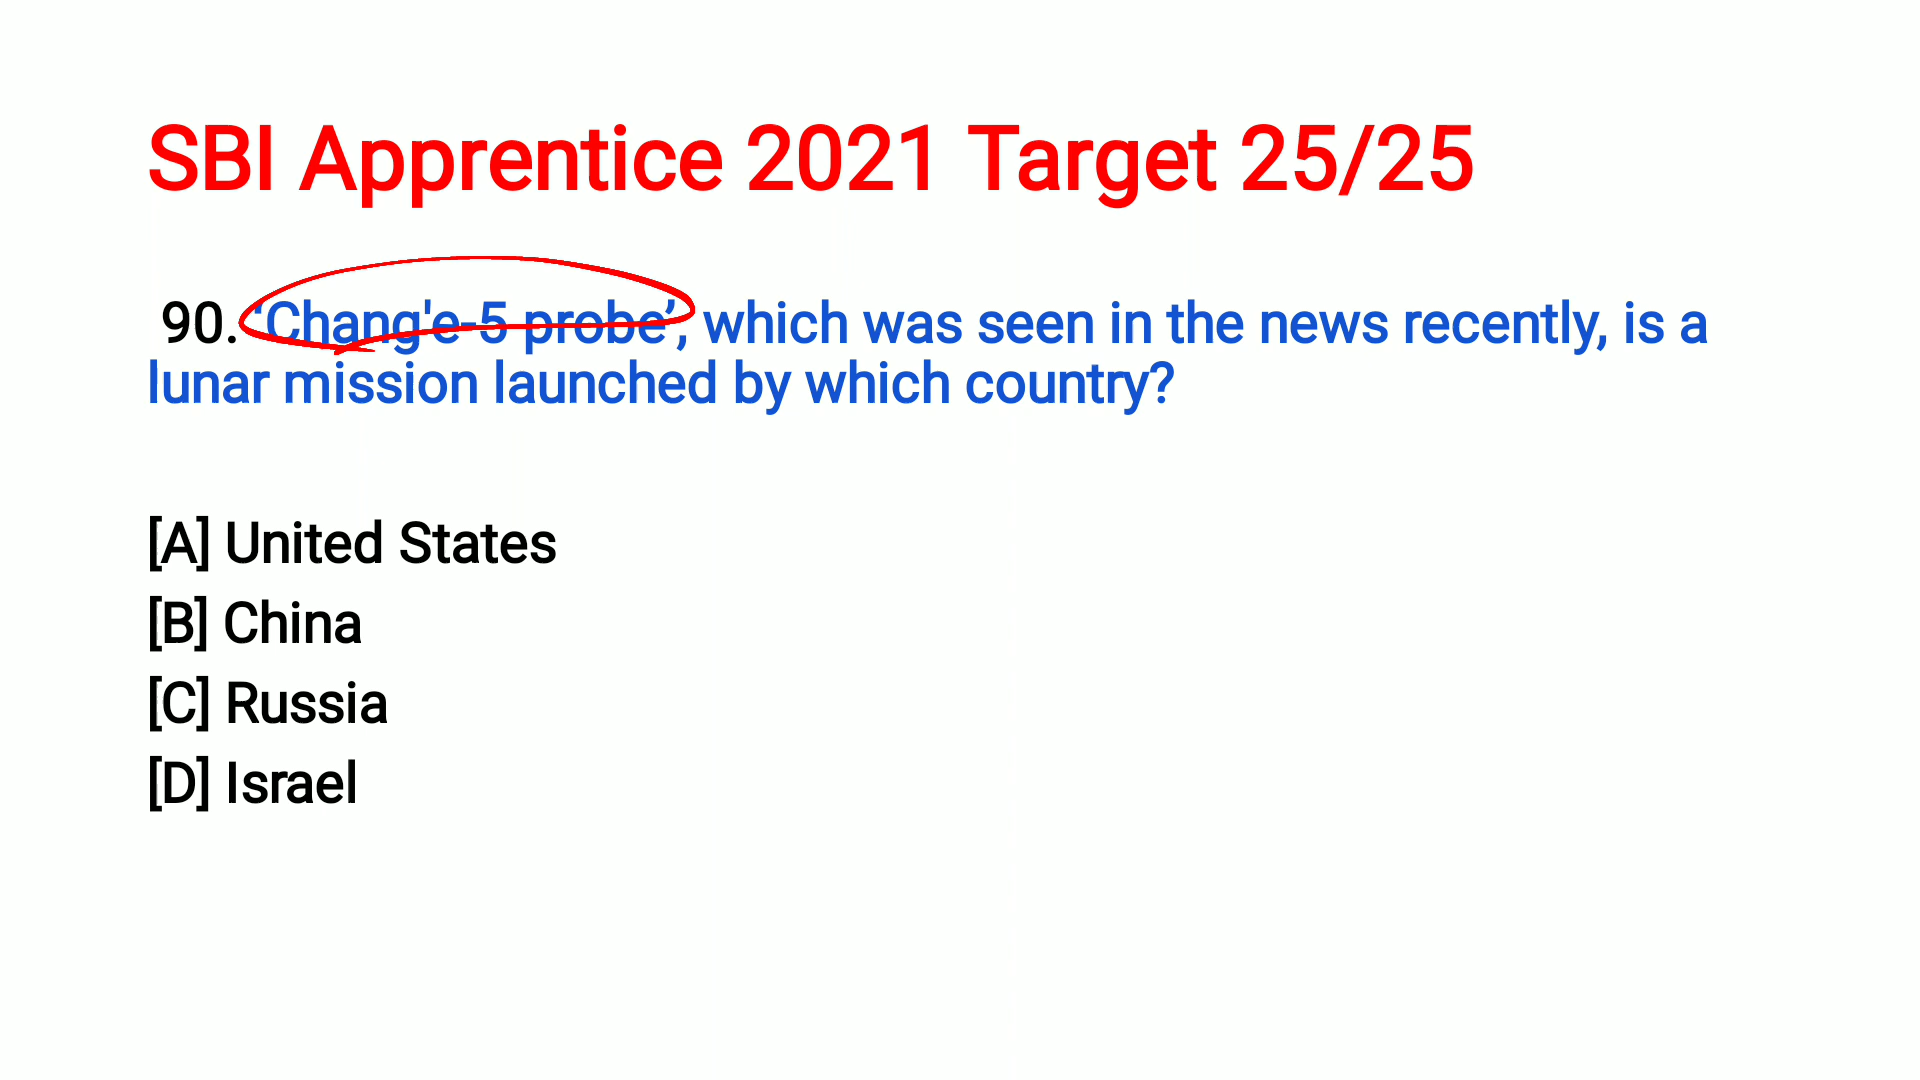 SBI Apprentice 2021 Target 25/25
90. ‘Chang'e-5 probe’, which was seen in the news recently, is a
lunar mission launched by which country?
[A] United States
[B] China
[C] Russia
[D] Israel